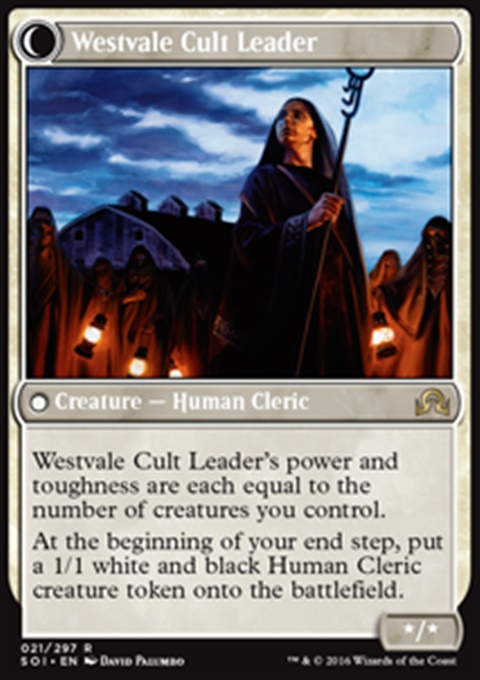 Westvale Cult Leader
Creature — Human Cleric
Westvale Cult Leader's power and
toughness are each equal to the
number of creatures you control.
At the beginning of your end step, put
a 1/1 white and black Human Cleric
creature token onto the battlefield.
*/*
021/297 R
SOI • EN David Palumbo
™ & © 2016 Wizards of the Coast